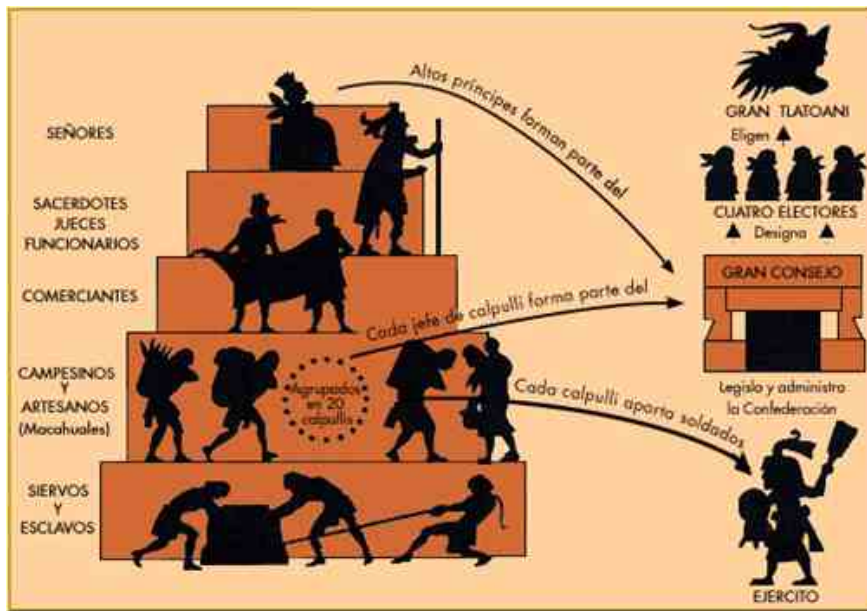 SEÑORES
SACERDOTES
JUECES
FUNCIONARIOS
COMERCIANTES
CAMPESINOS
Y
ARTESANOS
(Macahuales)
SIERVOS
Y
ESCLAVOS
Agrupados
en 20
calpullis
Altos príncipes forman parte del
Cada jefe de calpulli forma parte del
Cada calpulli aporta soldados
GRAN TLATOANI
Eligen
CUATRO ELECTORES
Designa
GRAN CONSEJO
Legisla y administra
la Confederación
EJERCITO